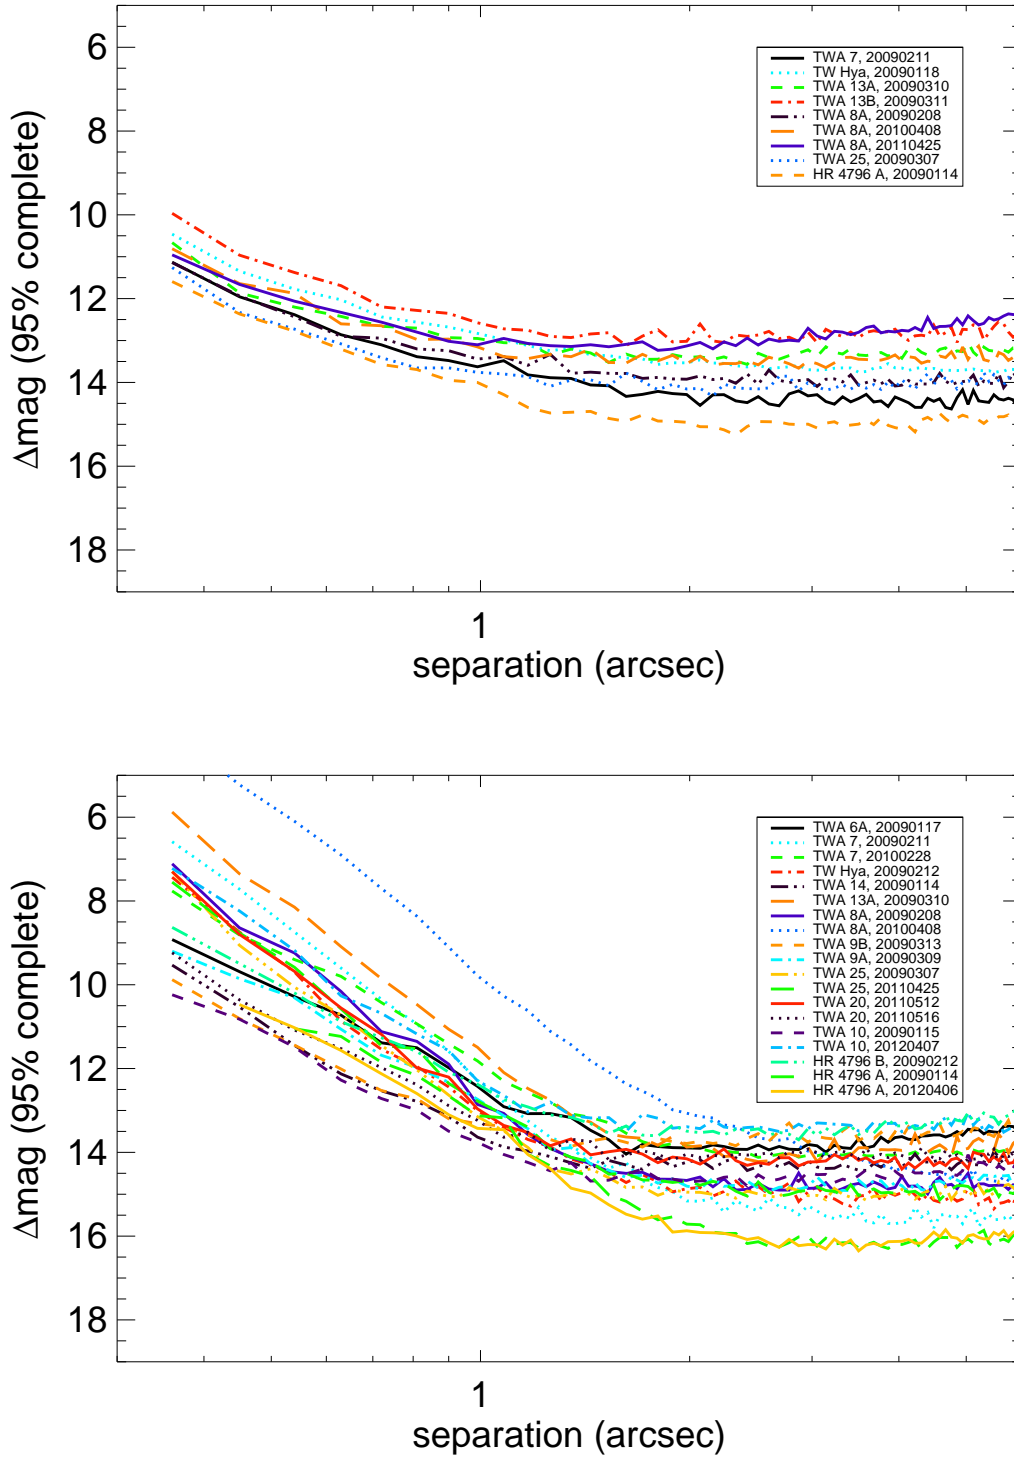 6
8
10
12
14
16
18
Δmag (95% complete)
TWA 7, 20090211
TW Hya, 20090118
TWA 13A, 20090310
TWA 13B, 20090311
TWA 8A, 20090208
TWA 8A, 20100408
TWA 8A, 20110425
TWA 25, 20090307
HR 4796 A, 20090114
1
separation (arcsec)
6
8
10
12
14
16
18
Δmag (95% complete)
TWA 6A, 20090117
TWA 7, 20090211
TWA 7, 20100228
TW Hya, 20090212
TWA 14, 20090114
TWA 13A, 20090310
TWA 8A, 20090208
TWA 8A, 20100408
TWA 9B, 20090313
TWA 9A, 20090309
TWA 25, 20090307
TWA 25, 20110425
TWA 20, 20110512
TWA 20, 20110516
TWA 10, 20090115
TWA 10, 20120407
HR 4796 B, 20090212
HR 4796 A, 20090114
HR 4796 A, 20120406
1
separation (arcsec)